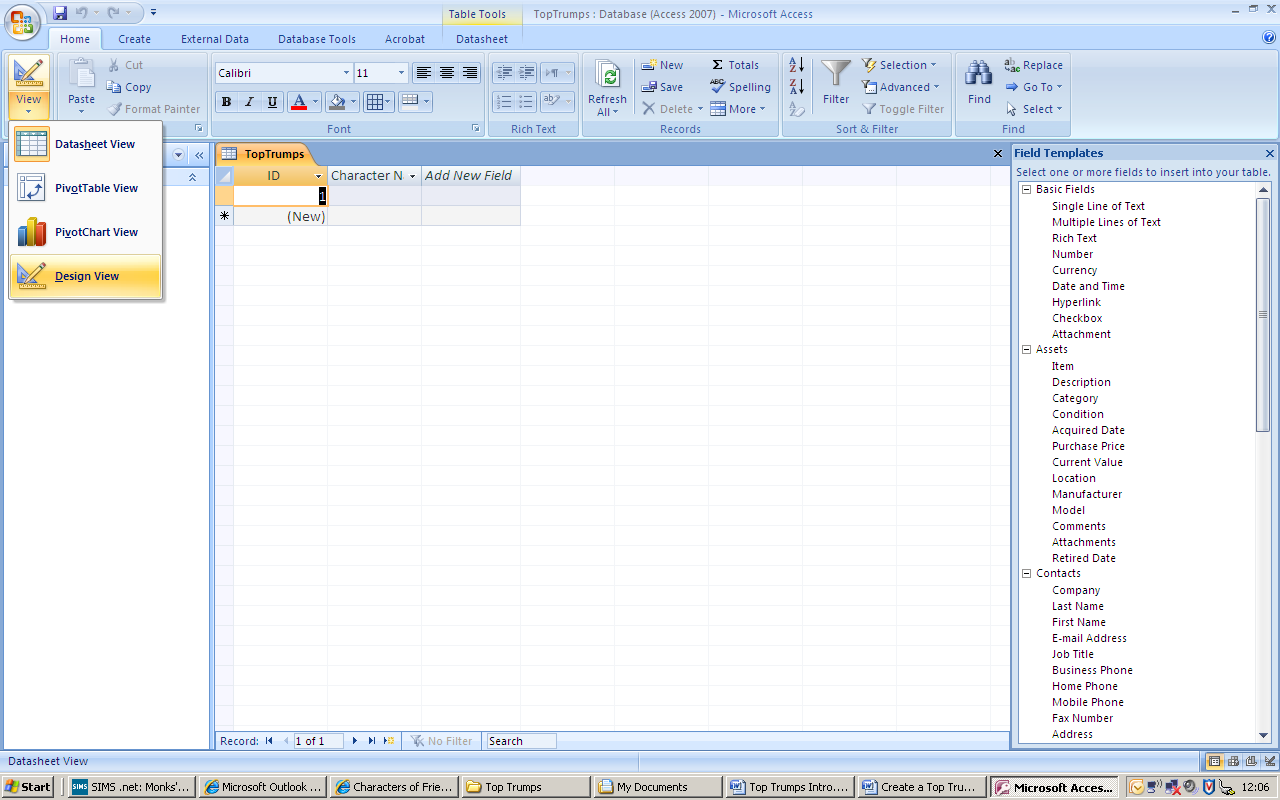 Table Tools
TopTrumps : Database (Access 2007) - Microsoft Access
Home
Create
External Data
Database Tools
Acrobat
Datasheet
View
Paste
Cut
Copy
Format Painter
Calibri
11
B I U
A
ab
Font
Rich Text
Refresh
All
New
Save
Delete
Σ Totals
ABC Spelling
More
Records
Filter
Selection
Advanced
Toggle Filter
Sort & Filter
Find
Replace
Go To
Select
Find
Datasheet View
PivotTable View
PivotChart View
Design View
TopTrumps
ID
Character N
Add New Field
1
(New)
Field Templates
Select one or more fields to insert into your table.
Basic Fields
Single Line of Text
Multiple Lines of Text
Rich Text
Number
Currency
Date and Time
Hyperlink
Checkbox
Attachment
Assets
Item
Description
Category
Condition
Acquired Date
Purchase Price
Current Value
Location
Manufacturer
Model
Comments
Attachments
Retired Date
Contacts
Company
Last Name
First Name
E-mail Address
Job Title
Business Phone
Home Phone
Mobile Phone
Fax Number
Address
Record:
1 of 1
No Filter
Search
Datasheet View
Start
SIMS .net: Monks'...
Microsoft Outlook ...
Characters of Frie...
Top Trumps
My Documents
Top Trumps Intro....
Create a Top Tru...
Microsoft Acces...
12:06